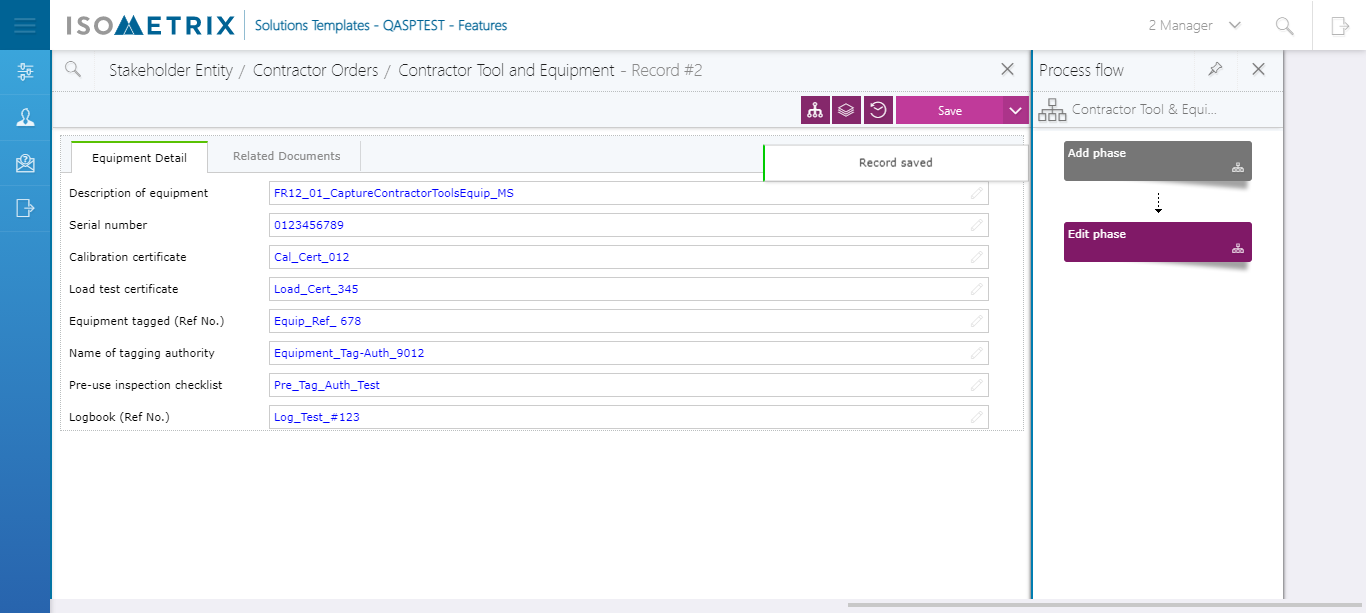 ISOMETRIX Solutions Templates - QASPTEST - Features 2 Manager
Stakeholder Entity / Contractor Orders / Contractor Tool and Equipment - Record #2
Process flow
Save
Contractor Tool & Equi...
Equipment Detail Related Documents
Record saved
Add phase
Edit phase
Description of equipment FR12_01_CaptureContractorToolsEquip_MS
Serial number 0123456789
Calibration certificate Cal_Cert_012
Load test certificate Load_Cert_345
Equipment tagged (Ref No.) Equip_Ref_ 678
Name of tagging authority Equipment_Tag-Auth_9012
Pre-use inspection checklist Pre_Tag_Auth_Test
Logbook (Ref No.) Log_Test_#123